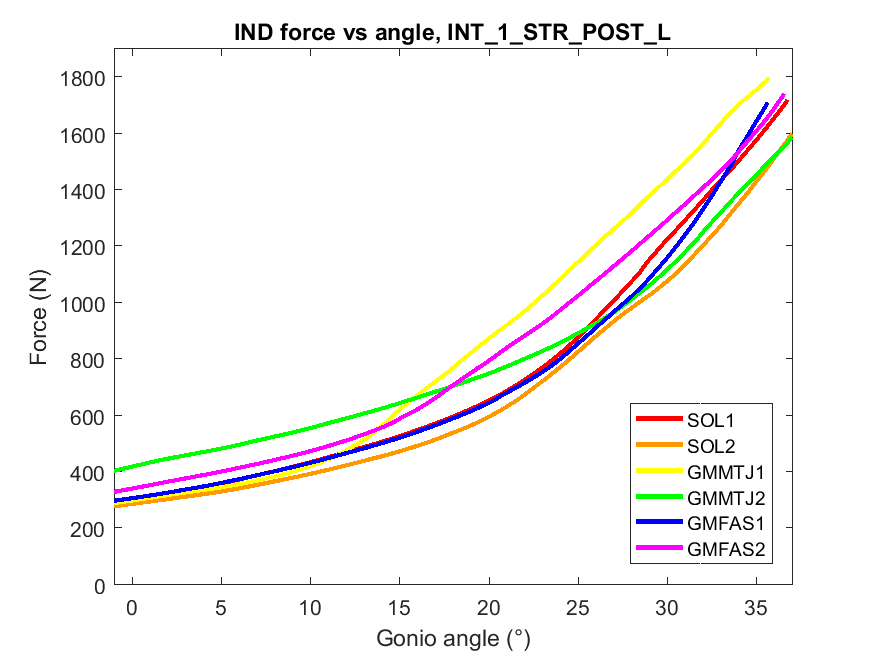 IND force vs angle, INT_1_STR_POST_L
1800
1600
1400
1200
1000
800
600
400
200
0
Force (N)
0 5 10 15 20 25 30 35
Gonio angle (°)
SOL1
SOL2
GMMTJ1
GMMTJ2
GMFAS1
GMFAS2